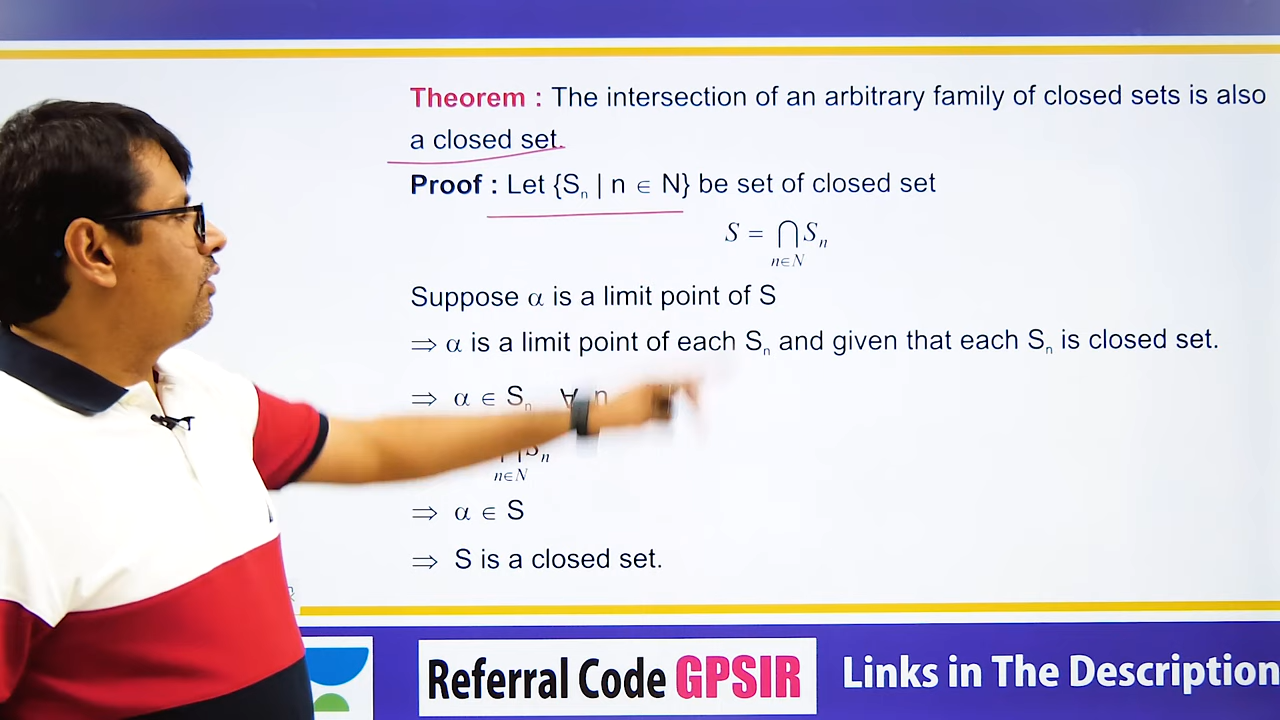 Theorem : The intersection of an arbitrary family of closed sets is also
a closed set.
Proof : Let {Sₙ | n ∈ N} be set of closed set
S = ⋂ Sₙ
n∈N
Suppose α is a limit point of S
⇒ α is a limit point of each Sₙ and given that each Sₙ is closed set.
⇒ α ∈ Sₙ ∀ n
Sₙ
n∈N
⇒ α ∈ S
⇒ S is a closed set.
Referral Code GPSIR
Links in The Description